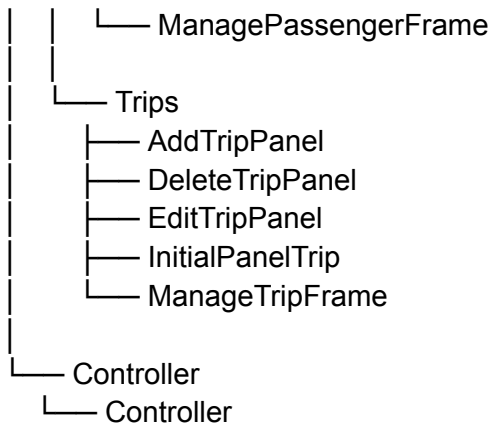 │ │ └── ManagePassengerFrame
│ │
│ └── Trips
│ ├── AddTripPanel
│ ├── DeleteTripPanel
│ ├── EditTripPanel
│ ├── InitialPanelTrip
│ └── ManageTripFrame
│
└── Controller
└── Controller